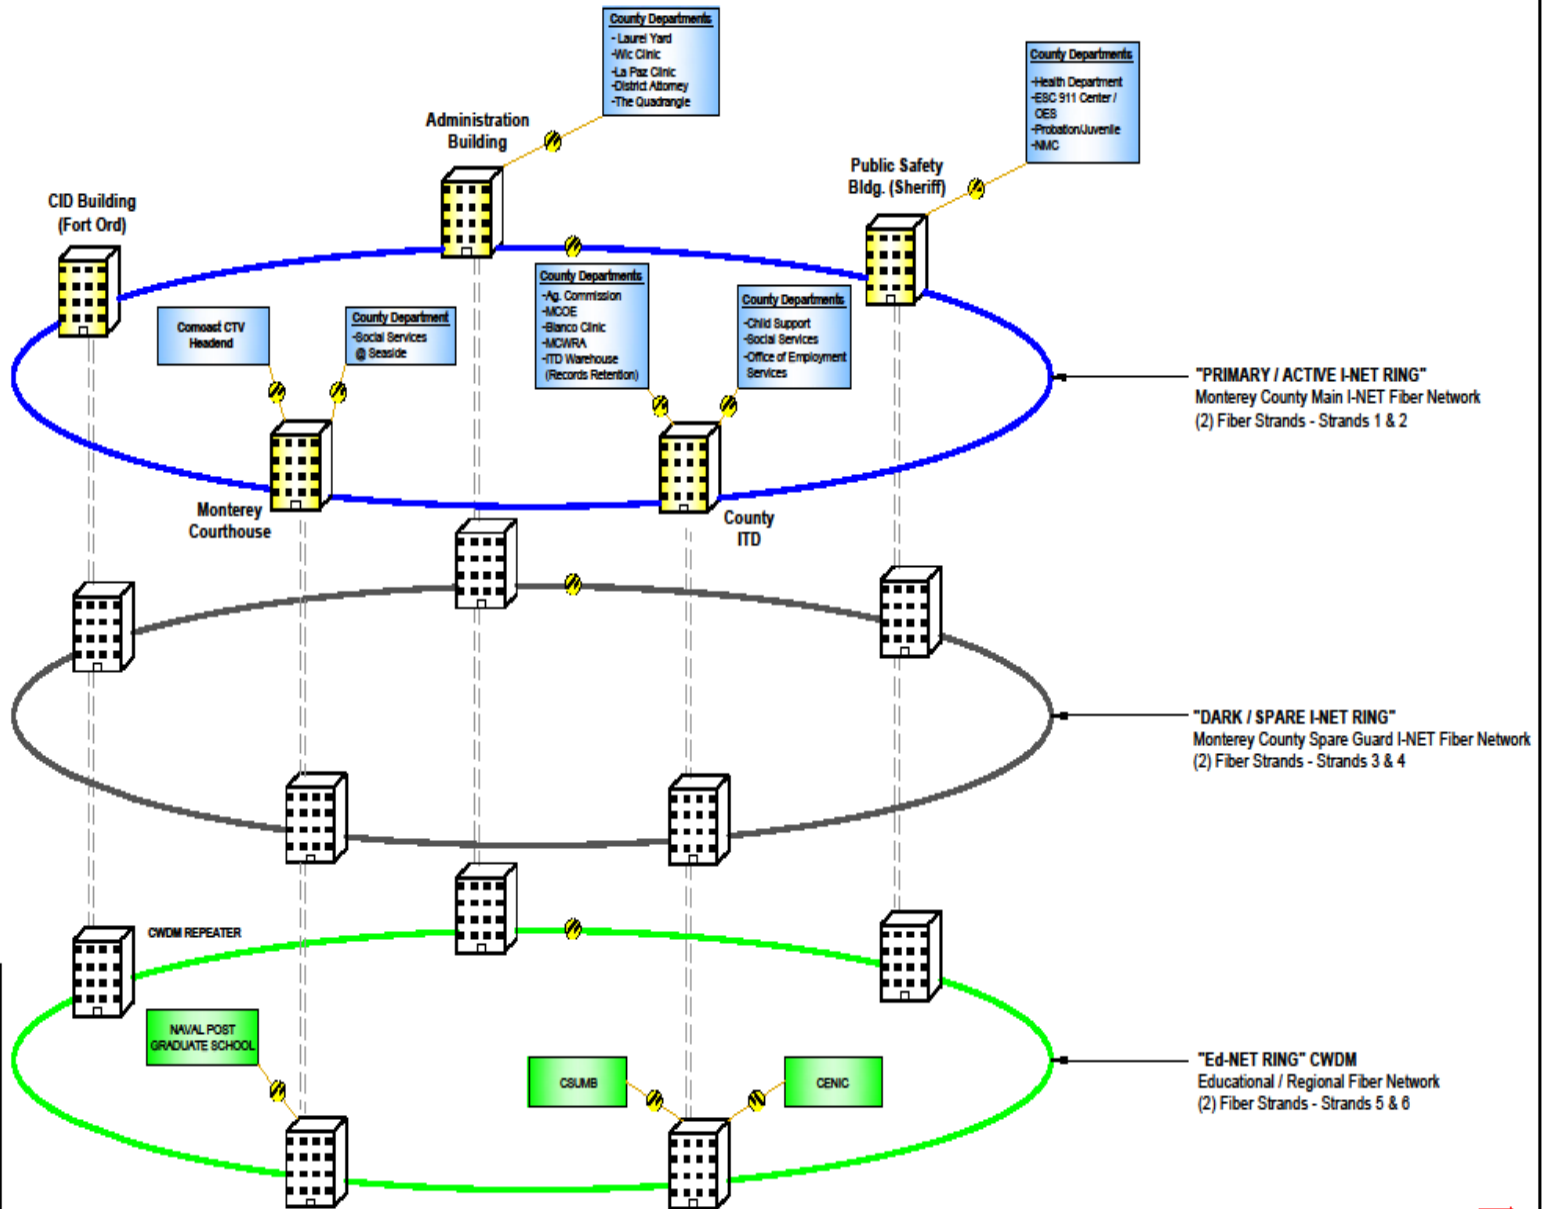 County Departments
- Laurel Yard
-Wic Clinic
-La Paz Clinic
-District Attorney
-The Quadrangle
County Departments
-Health Department
-ESC 911 Center /
OES
-Probation/Juvenile
-NMC
Administration
Building
Public Safety
Bldg. (Sheriff)
CID Building
(Fort Ord)
Comcast CTV
Headend
County Department
-Social Services
@ Seaside
County Departments
-Ag. Commission
-MCOE
-Blanco Clinic
-MCWRA
-ITD Warehouse
(Records Retention)
County Departments
-Child Support
-Social Services
-Office of Employment
Services
"PRIMARY / ACTIVE I-NET RING"
Monterey County Main I-NET Fiber Network
(2) Fiber Strands - Strands 1 & 2
Monterey
Courthouse
County
ITD
"DARK / SPARE I-NET RING"
Monterey County Spare Guard I-NET Fiber Network
(2) Fiber Strands - Strands 3 & 4
CWDM REPEATER
NAVAL POST
GRADUATE SCHOOL
CSUMB
CENIC
"Ed-NET RING" CWDM
Educational / Regional Fiber Network
(2) Fiber Strands - Strands 5 & 6